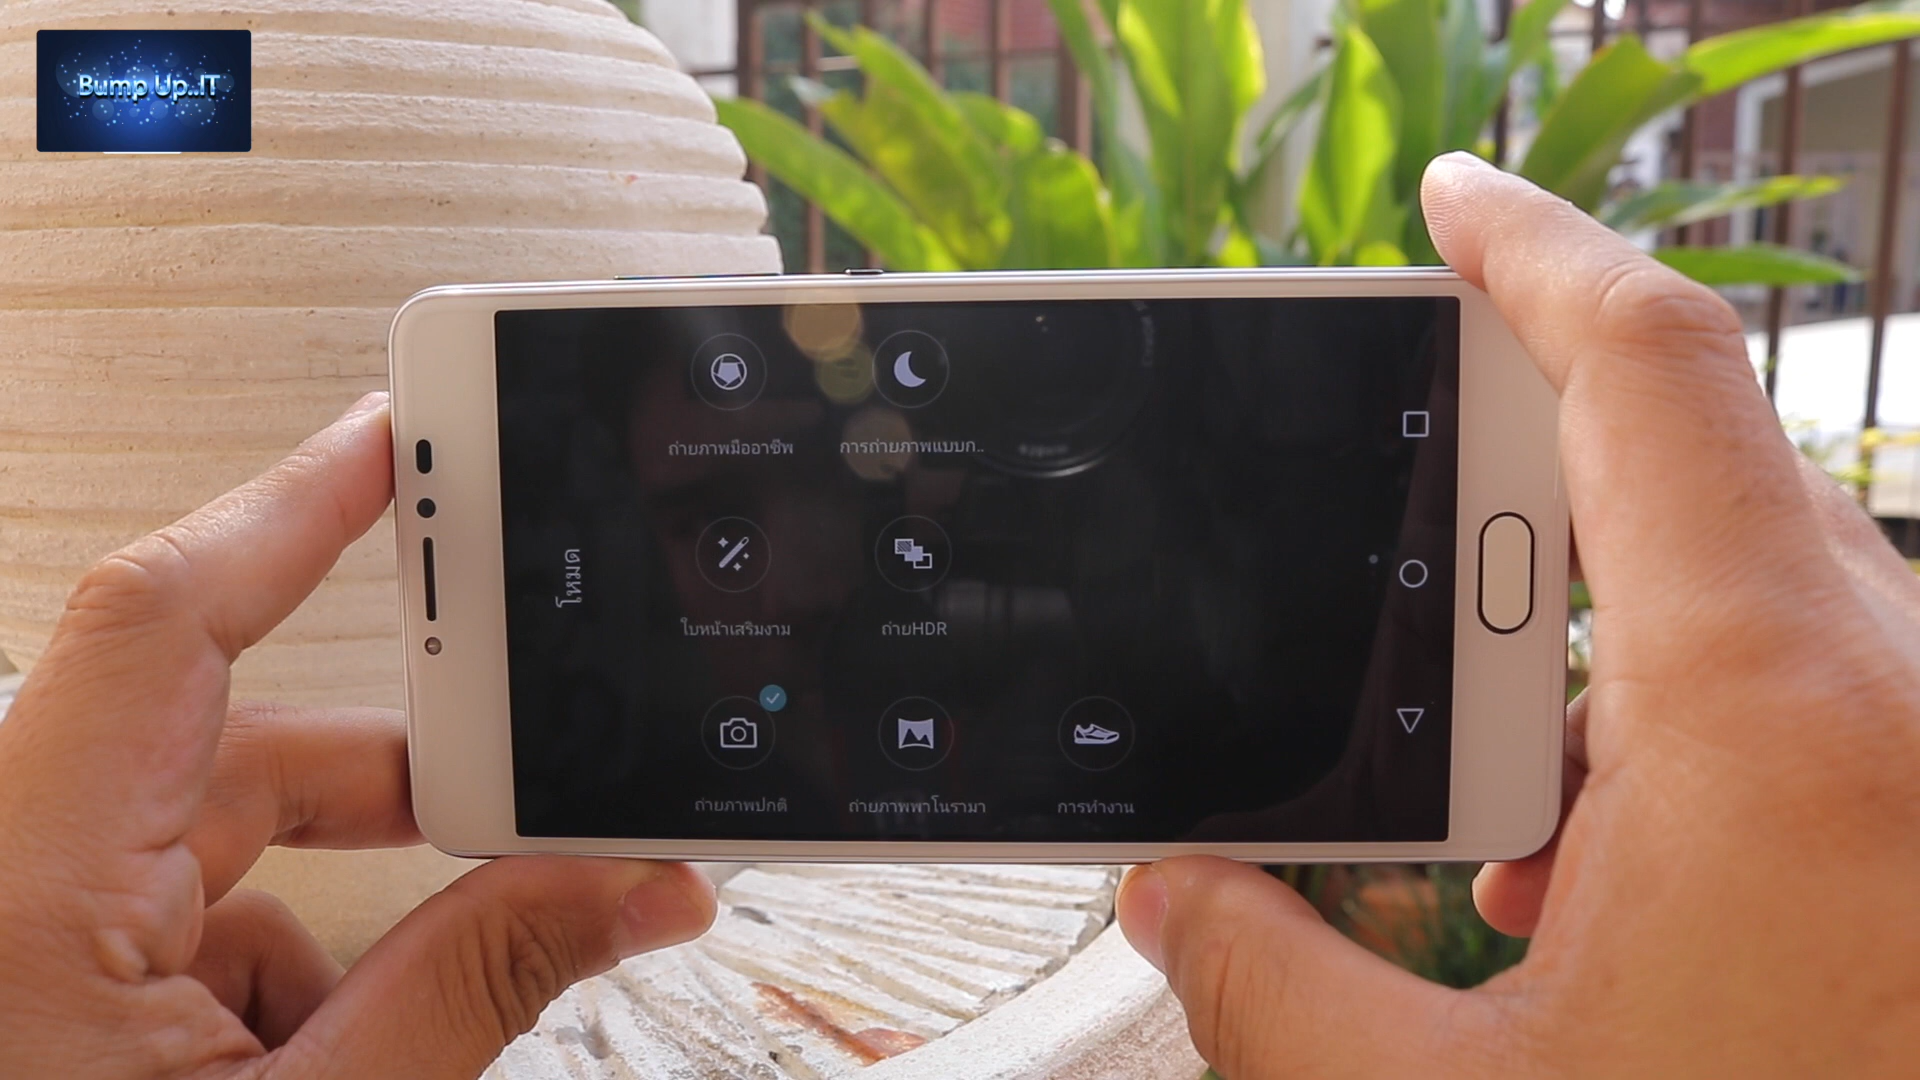 Bump Up..IT
ถ่ายภาพมืออาชีพ
การถ่ายภาพแบบก..
โหมด
ใบหน้าเสริมงาม
ถ่ายHDR
ถ่ายภาพปกติ
ถ่ายภาพพาโนรามา
การทำงาน